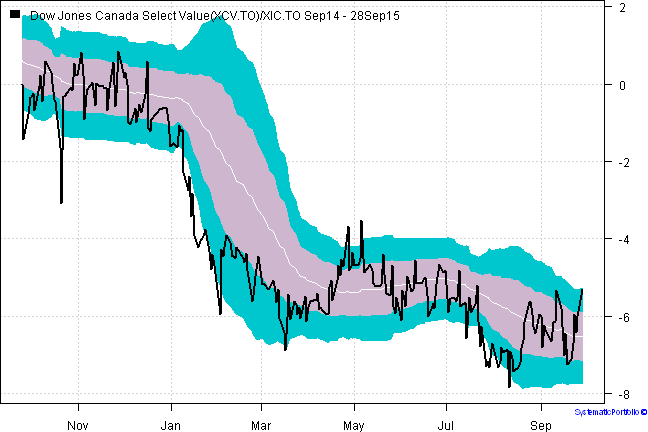 Dow Jones Canada Select Value(XCV.TO)/XIC.TO Sep14 - 28Sep15
2
0
-2
-4
-6
-8
Nov Jan Mar May Jul Sep
SystematicPortfolio ©